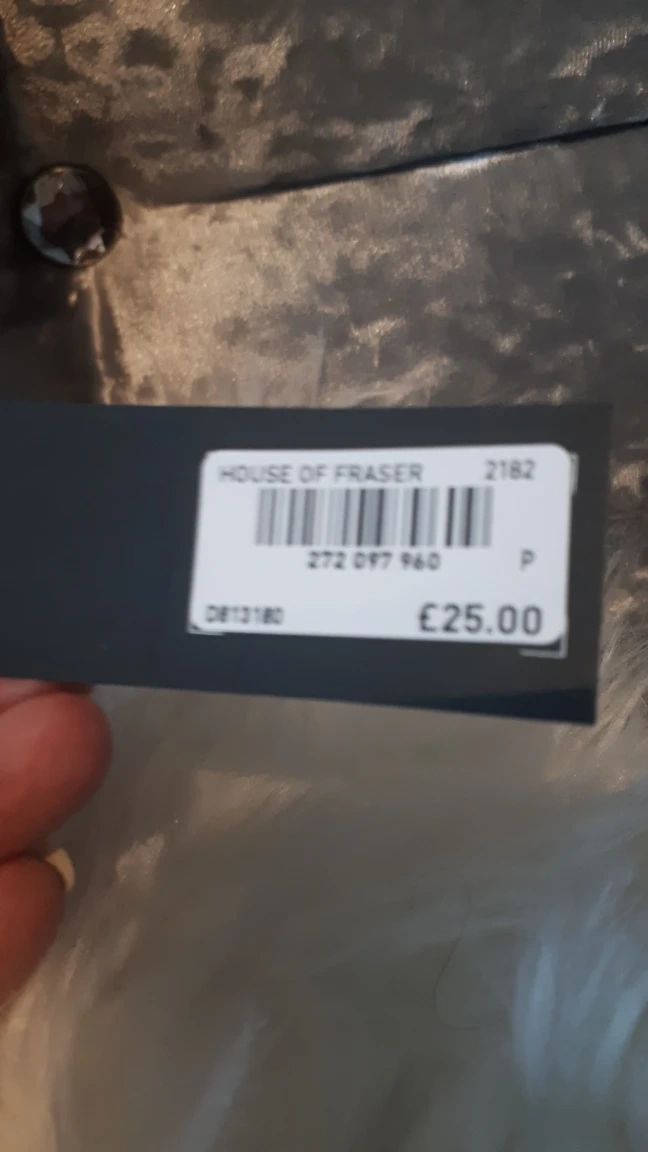 HOUSE OF FRASER 2182
272 097 960 P
D813180 £25.00